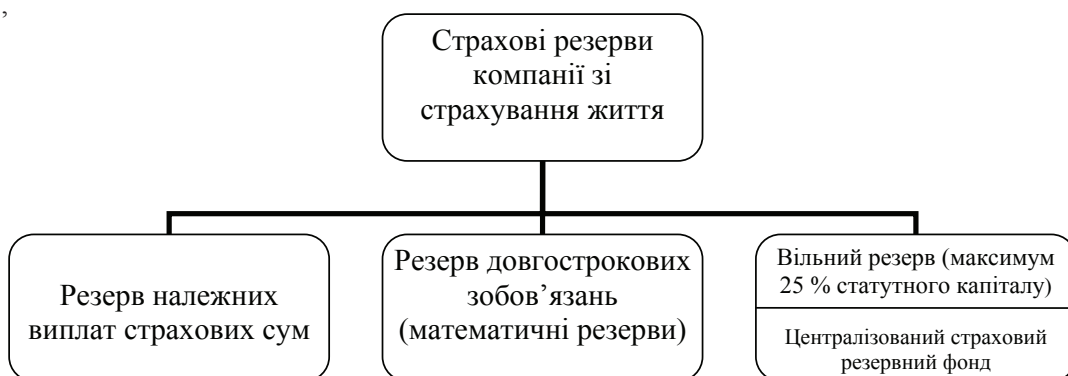 ,
Страхові резерви
компанії зі
страхування життя
Резерв належних
виплат страхових сум
Резерв довгострокових
зобов’язань
(математичні резерви)
Вільний резерв (максимум
25 % статутного капіталу)
Централізований страховий
резервний фонд